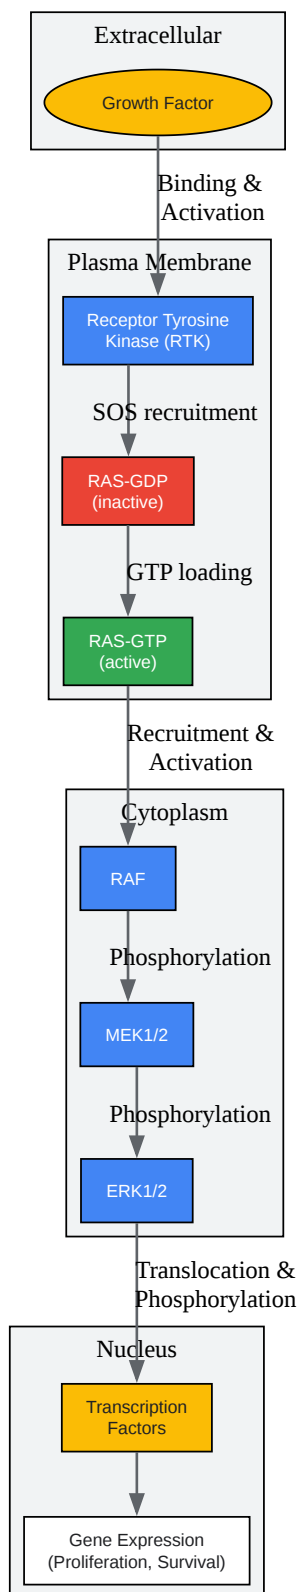 Extracellular
Growth Factor
Binding &
Activation
Plasma Membrane
Receptor Tyrosine
Kinase (RTK)
SOS recruitment
RAS-GDP
(inactive)
GTP loading
RAS-GTP
(active)
Recruitment &
Activation
Cytoplasm
RAF
Phosphorylation
MEK1/2
Phosphorylation
ERK1/2
Translocation &
Phosphorylation
Nucleus
Transcription
Factors
Gene Expression
(Proliferation, Survival)